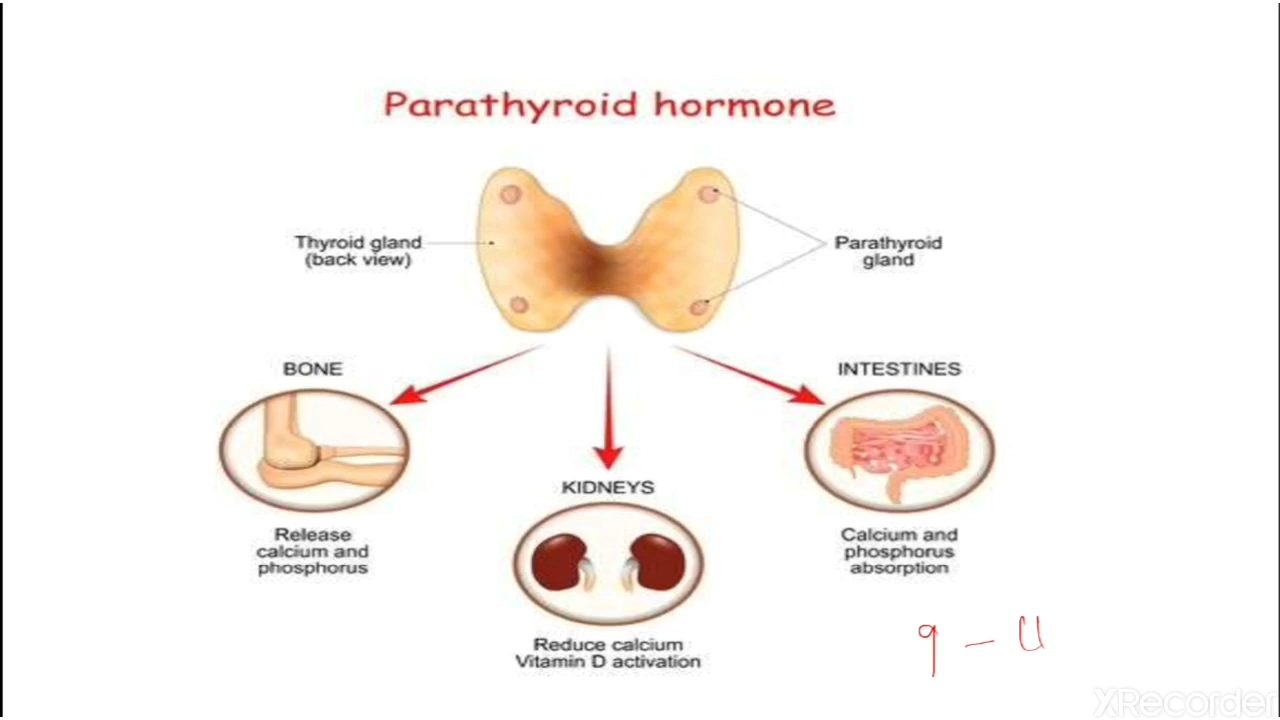 Parathyroid hormone
Thyroid gland
(back view)
Parathyroid
gland
BONE
Release
calcium and
phosphorus
KIDNEYS
Reduce calcium
Vitamin D activation
INTESTINES
Calcium and
phosphorus
absorption
9 - 11
XRecorder